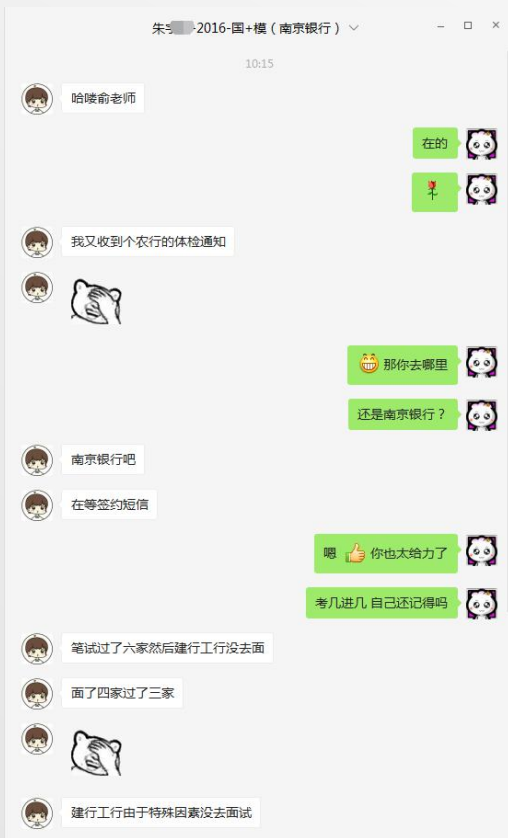 朱宇-2016-国+模（南京银行）
10:15
哈喽俞老师
在的
我又收到个农行的体检通知
那你去哪里
还是南京银行？
南京银行吧
在等签约短信
嗯 你也太给力了
考几进几 自己还记得吗
笔试过了六家然后建行工行没去面
面了四家过了三家
建行工行由于特殊因素没去面试